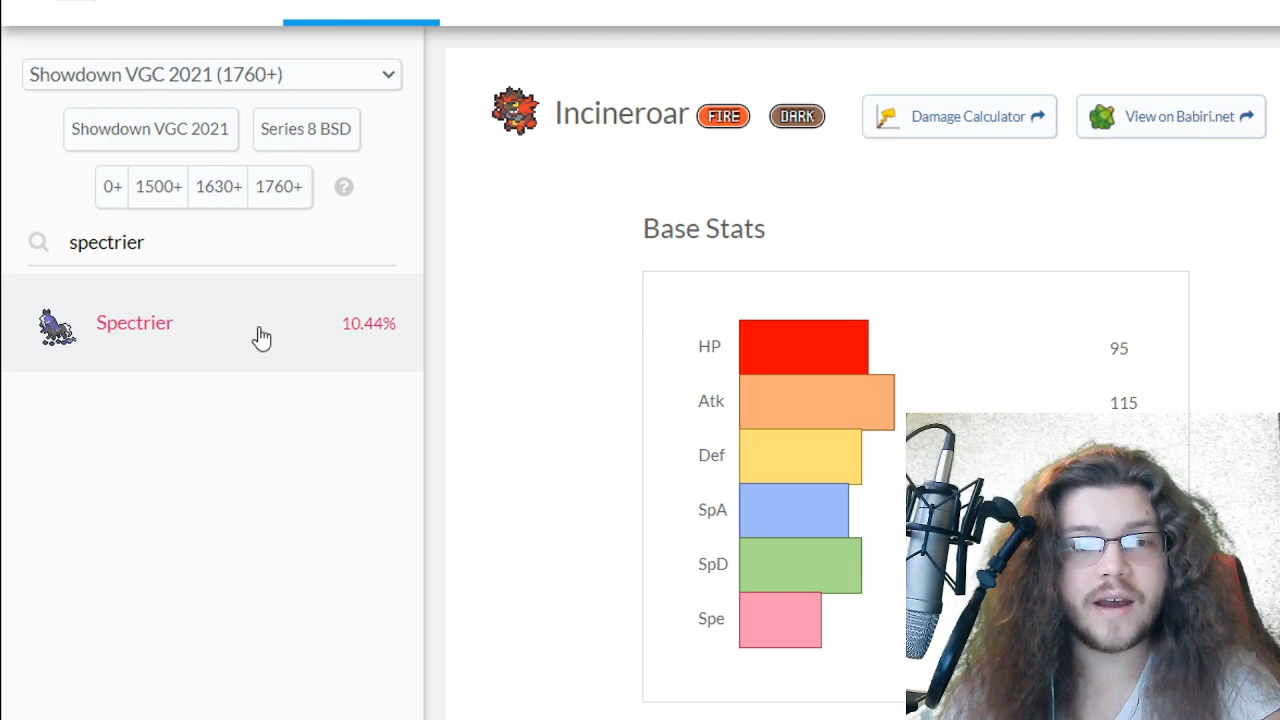 Showdown VGC 2021 (1760+)
Showdown VGC 2021 Series 8 BSD
0+ 1500+ 1630+ 1760+ ?
spectrier
Spectrier 10.44%
Incineroar FIRE DARK Damage Calculator View on Babiri.net
Base Stats
HP 95
Atk 115
Def
SpA
SpD
Spe